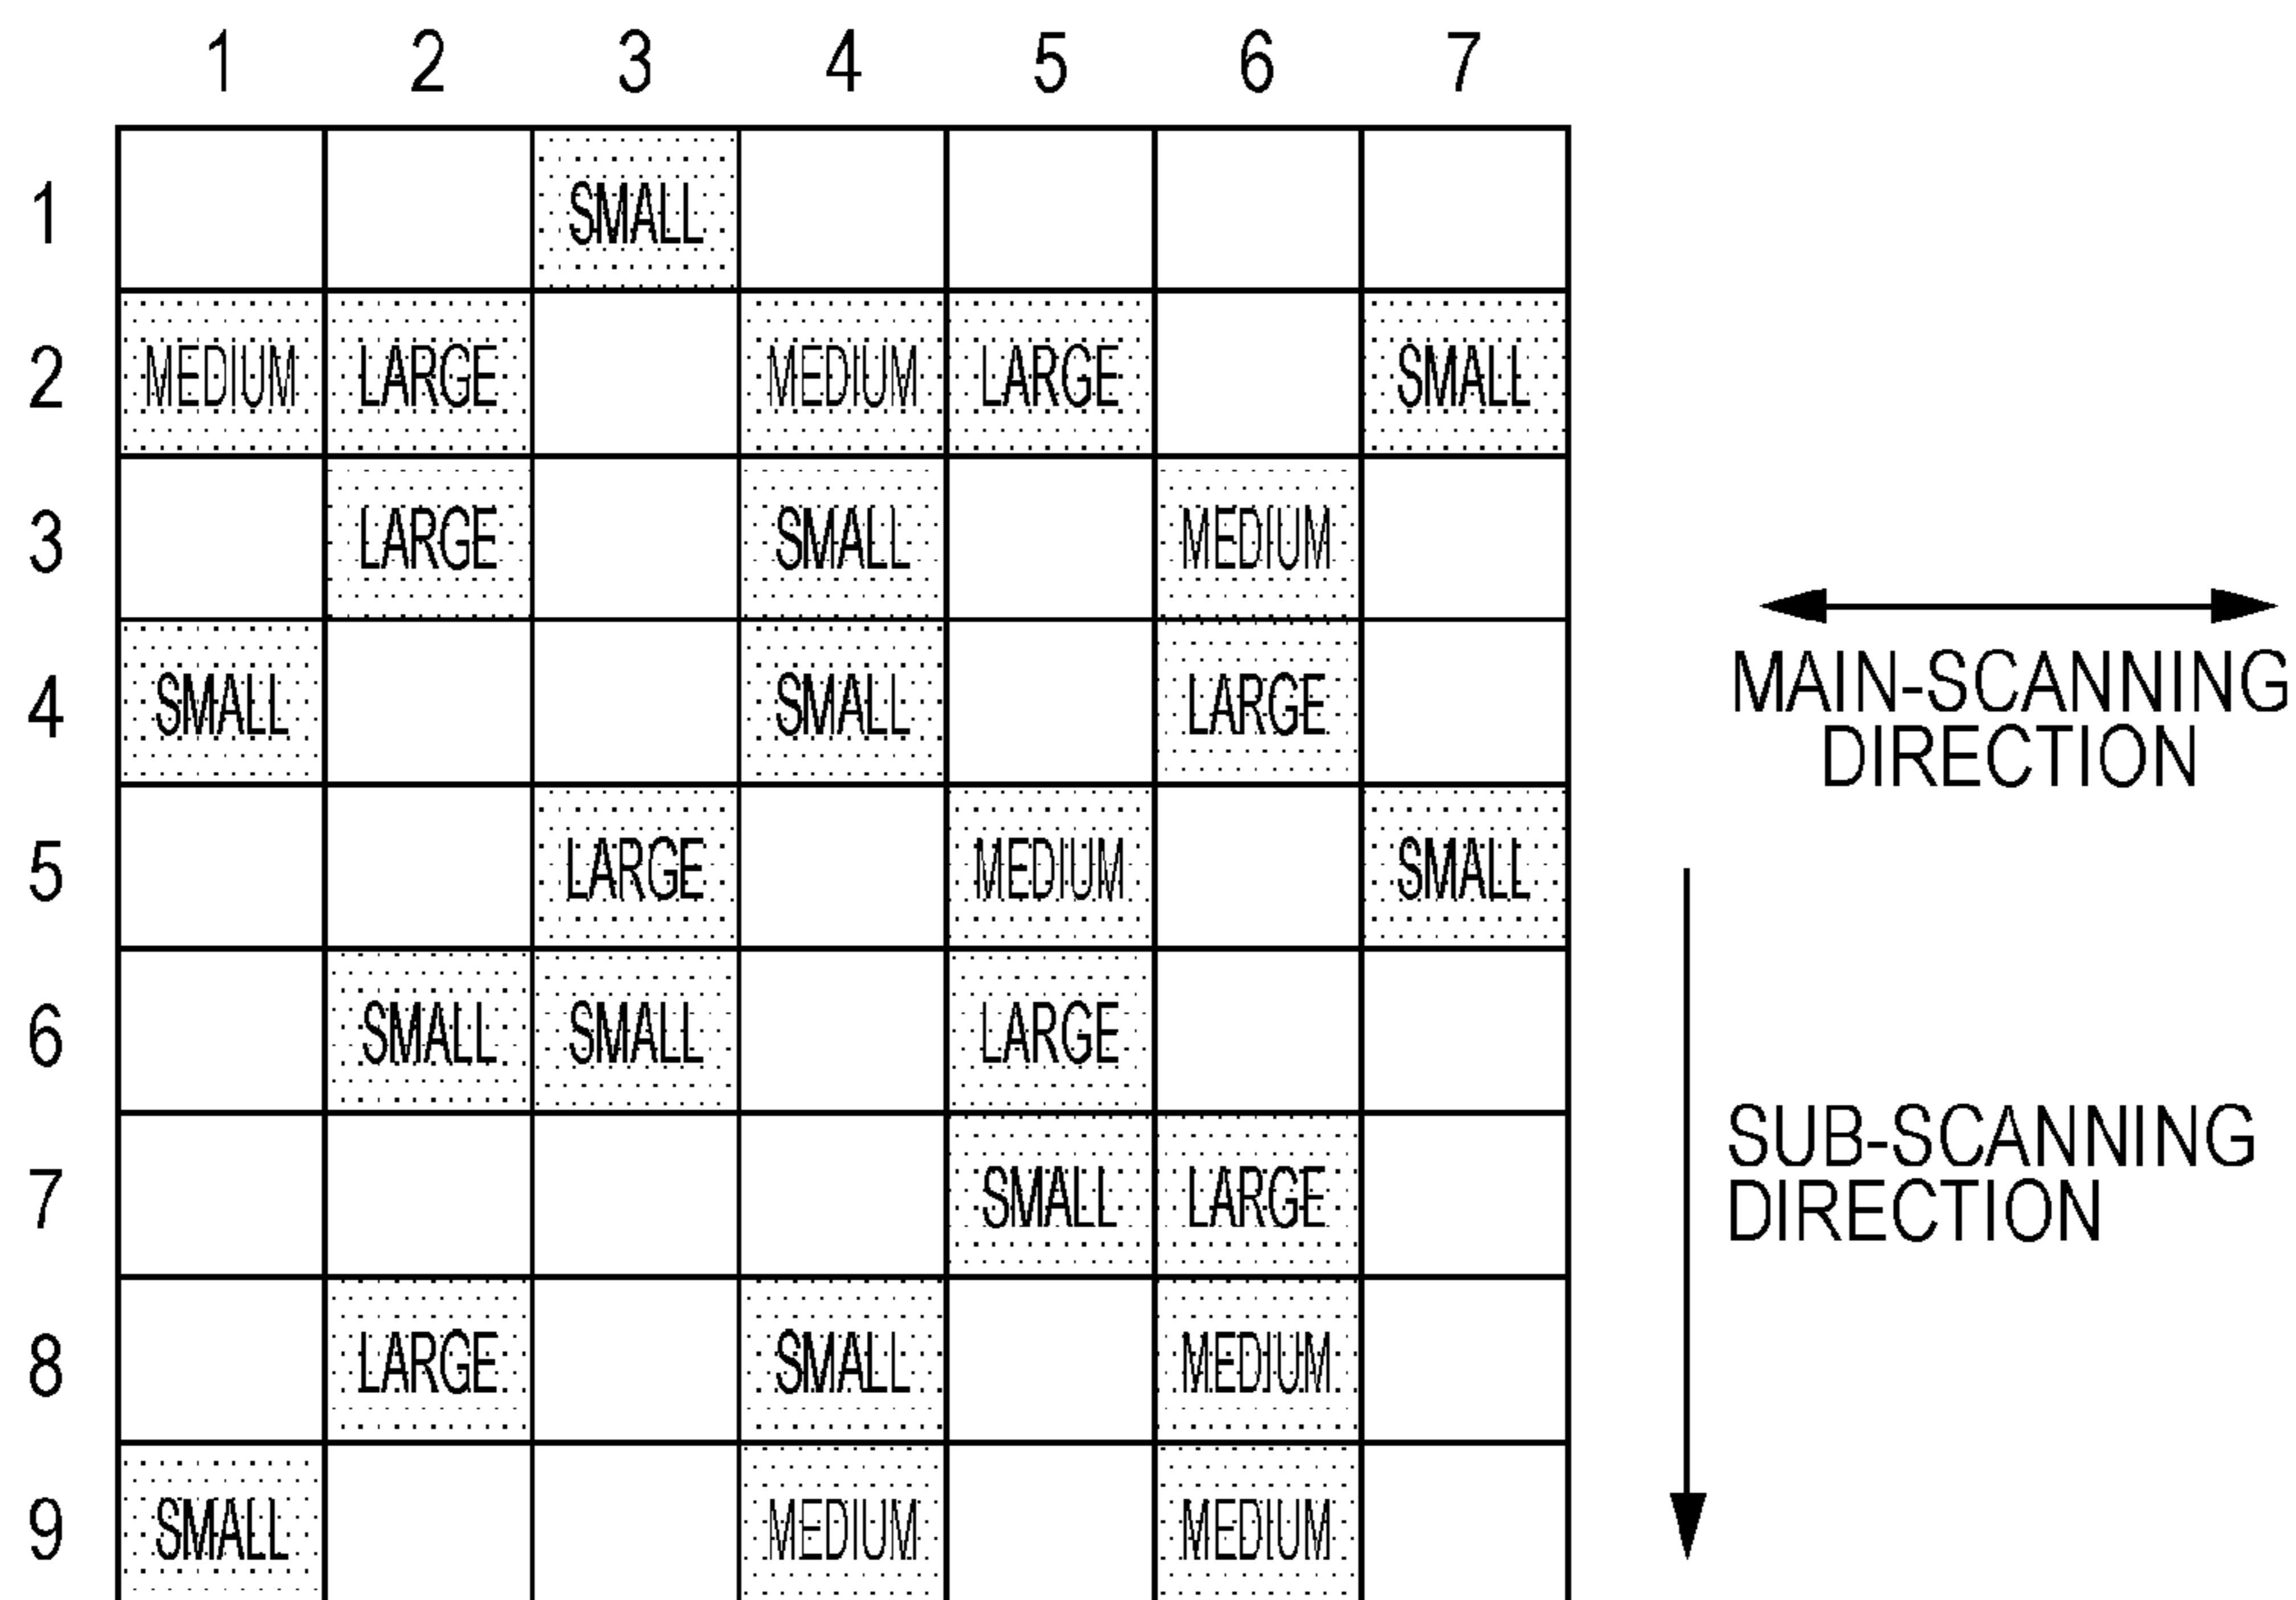 1 2 3 4 5 6 7
1 SMALL
2 MEDIUM LARGE MEDIUM LARGE SMALL
3 LARGE SMALL MEDIUM
4 SMALL SMALL LARGE
5 LARGE MEDIUM SMALL
6 SMALL SMALL LARGE
7 SMALL LARGE
8 LARGE SMALL MEDIUM
9 SMALL MEDIUM MEDIUM
MAIN-SCANNING
DIRECTION
SUB-SCANNING
DIRECTION